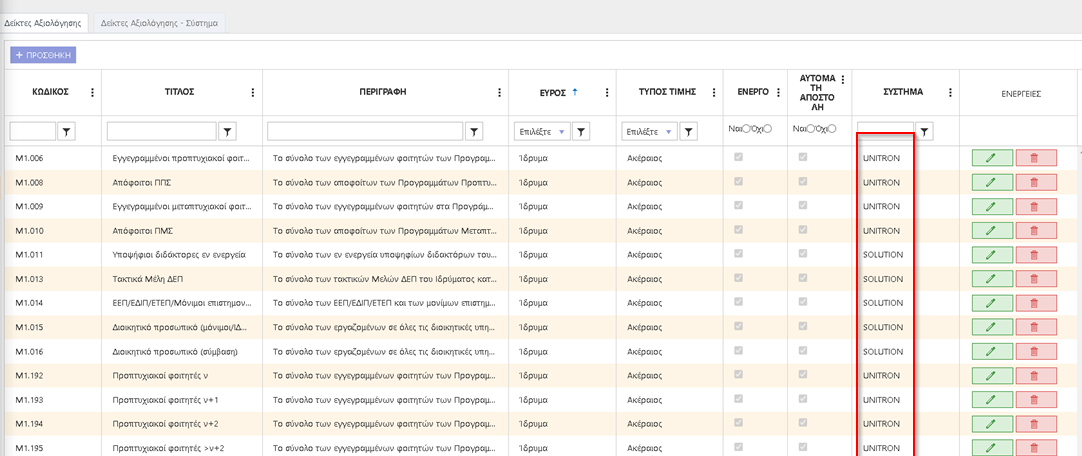 Δείκτες Αξιολόγησης Δείκτες Αξιολόγησης - Σύστημα
+ ΠΡΟΣΘΗΚΗ
ΚΩΔΙΚΟΣ ΤΙΤΛΟΣ ΠΕΡΙΓΡΑΦΗ ΕΥΡΟΣ ↑ ΤΥΠΟΣ ΤΙΜΗΣ ΕΝΕΡΓΟ ΑΥΤΟΜΑΤΗ ΑΠΟΣΤΟΛΗ ΣΥΣΤΗΜΑ ΕΝΕΡΓΕΙΕΣ
Επιλέξτε Επιλέξτε Ναι Όχι Ναι Όχι
M1.006 Εγγεγραμμένοι προπτυχιακοί φοιτ... Το σύνολο των εγγεγραμμένων φοιτητών των Προγραμ... Ίδρυμα Ακέραιος UNITRON
M1.008 Απόφοιτοι ΠΠΣ Το σύνολο των αποφοίτων των Προγραμμάτων Προπτυ... Ίδρυμα Ακέραιος UNITRON
M1.009 Εγγεγραμμένοι μεταπτυχιακοί φοιτ... Το σύνολο των εγγεγραμμένων φοιτητών στα Προγράμ... Ίδρυμα Ακέραιος UNITRON
M1.010 Απόφοιτοι ΠΜΣ Το σύνολο των αποφοίτων των Προγραμμάτων Μεταπτ... Ίδρυμα Ακέραιος UNITRON
M1.011 Υποψήφιοι διδάκτορες εν ενεργεία Το σύνολο των εν ενεργεία υποψηφίων διδακτόρων του... Ίδρυμα Ακέραιος SOLUTION
M1.013 Τακτικά Μέλη ΔΕΠ Το σύνολο των τακτικών Μελών ΔΕΠ του Ιδρύματος κατ... Ίδρυμα Ακέραιος SOLUTION
M1.014 ΕΕΠ/ΕΔΙΠ/ΕΤΕΠ/Μόνιμοι επιστημον... Το σύνολο των ΕΕΠ/ΕΔΙΠ/ΕΤΕΠ και των μονίμων επιστημ... Ίδρυμα Ακέραιος SOLUTION
M1.015 Διοικητικό προσωπικό (μόνιμοι/ΙΔ... Το σύνολο των εργαζομένων σε όλες τις διοικητικές υπη... Ίδρυμα Ακέραιος SOLUTION
M1.016 Διοικητικό προσωπικό (σύμβαση) Το σύνολο των εργαζομένων σε όλες τις διοικητικές υπη... Ίδρυμα Ακέραιος SOLUTION
M1.192 Προπτυχιακοί φοιτητές ν Το σύνολο των εγγεγραμμένων φοιτητών των Προγραμ... Ίδρυμα Ακέραιος UNITRON
M1.193 Προπτυχιακοί φοιτητές ν+1 Το σύνολο των εγγεγραμμένων φοιτητών των Προγραμ... Ίδρυμα Ακέραιος UNITRON
M1.194 Προπτυχιακοί φοιτητές ν+2 Το σύνολο των εγγεγραμμένων φοιτητών των Προγραμ... Ίδρυμα Ακέραιος UNITRON
M1.195 Προπτυχιακοί φοιτητές >ν+2 Το σύνολο των εγγεγραμμένων φοιτητών των Προγραμ... Ίδρυμα Ακέραιος UNITRON